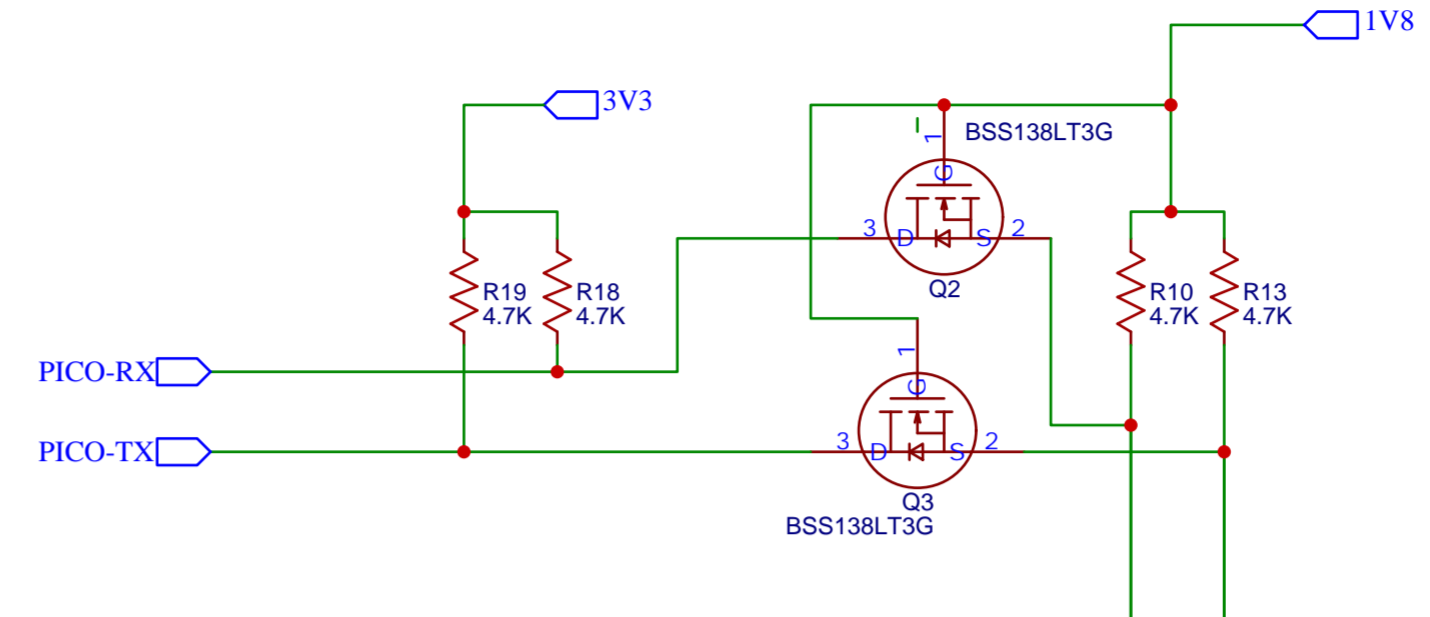 1V8
3V3
1
BSS138LT3G
G
3
D
S
2
Q2
R19
4.7K
R18
4.7K
R10
4.7K
R13
4.7K
PICO-RX
1
G
PICO-TX
3
D
S
2
Q3
BSS138LT3G